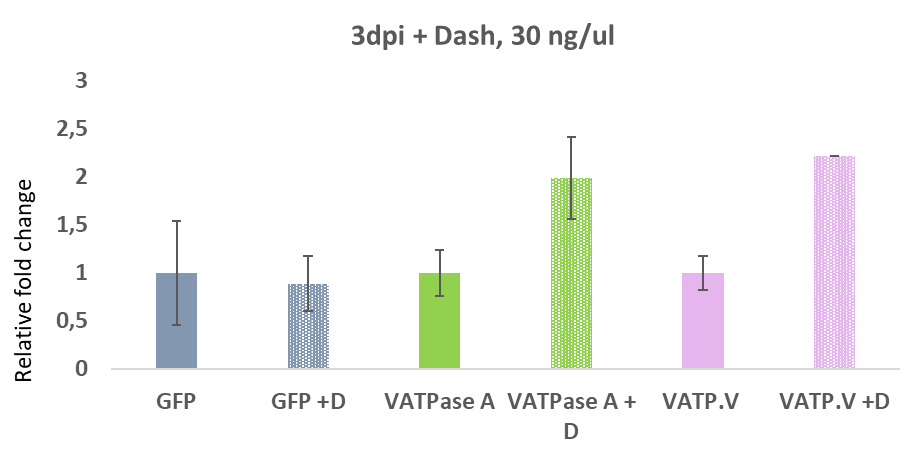 3dpi + Dash, 30 ng/ul
Relative fold change
3
2,5
2
1,5
1
0,5
0
GFP
GFP +D
VATPase A
VATPase A +
D
VATP.V
VATP.V +D